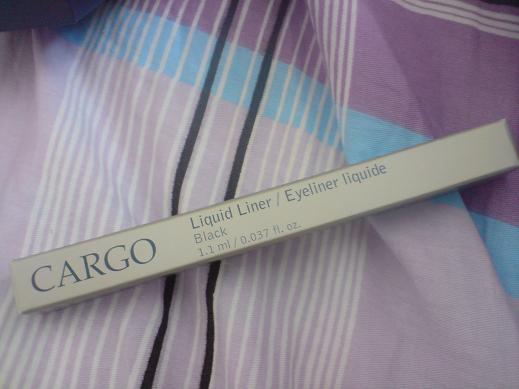 CARGO
Liquid Liner / Eyeliner liquide
Black
1.1 ml / 0.037 fl. oz.